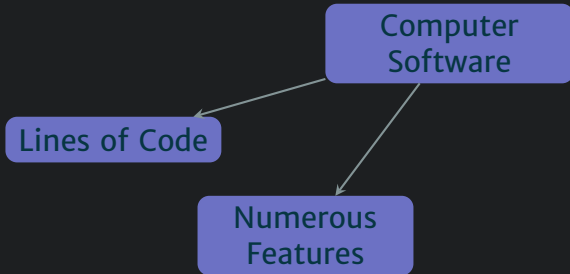 Computer
Software
Lines of Code
Numerous
Features